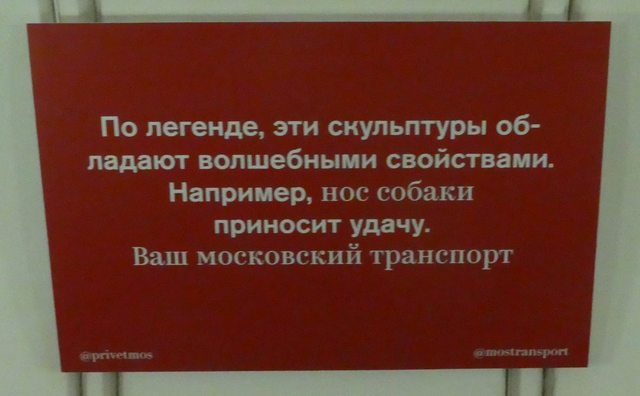 По легенде, эти скульптуры об-
ладают волшебными свойствами.
Например, нос собаки
приносит удачу.
Ваш московский транспорт
@privetmos
@mostransport